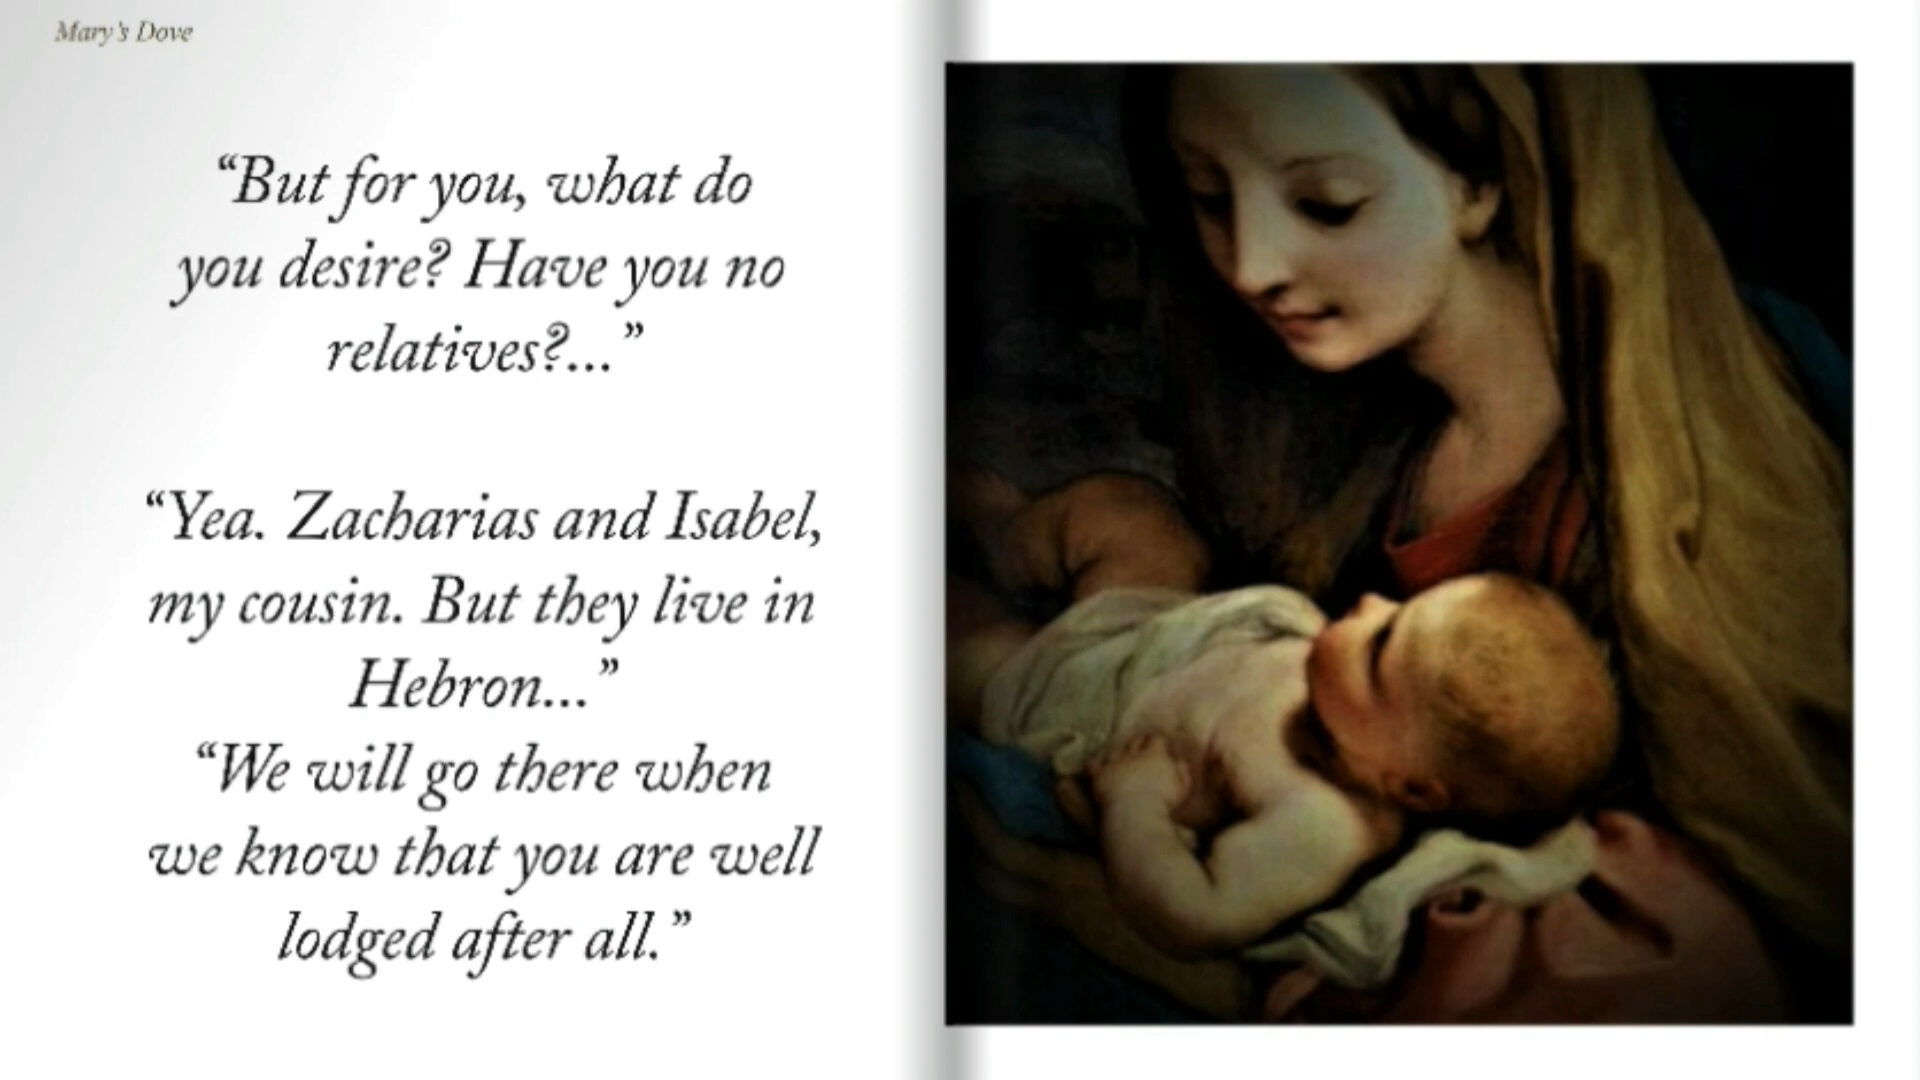 Mary's Dove
“But for you, what do
you desire? Have you no
relatives?...”
“Yea. Zacharias and Isabel,
my cousin. But they live in
Hebron...”
“We will go there when
we know that you are well
lodged after all.”